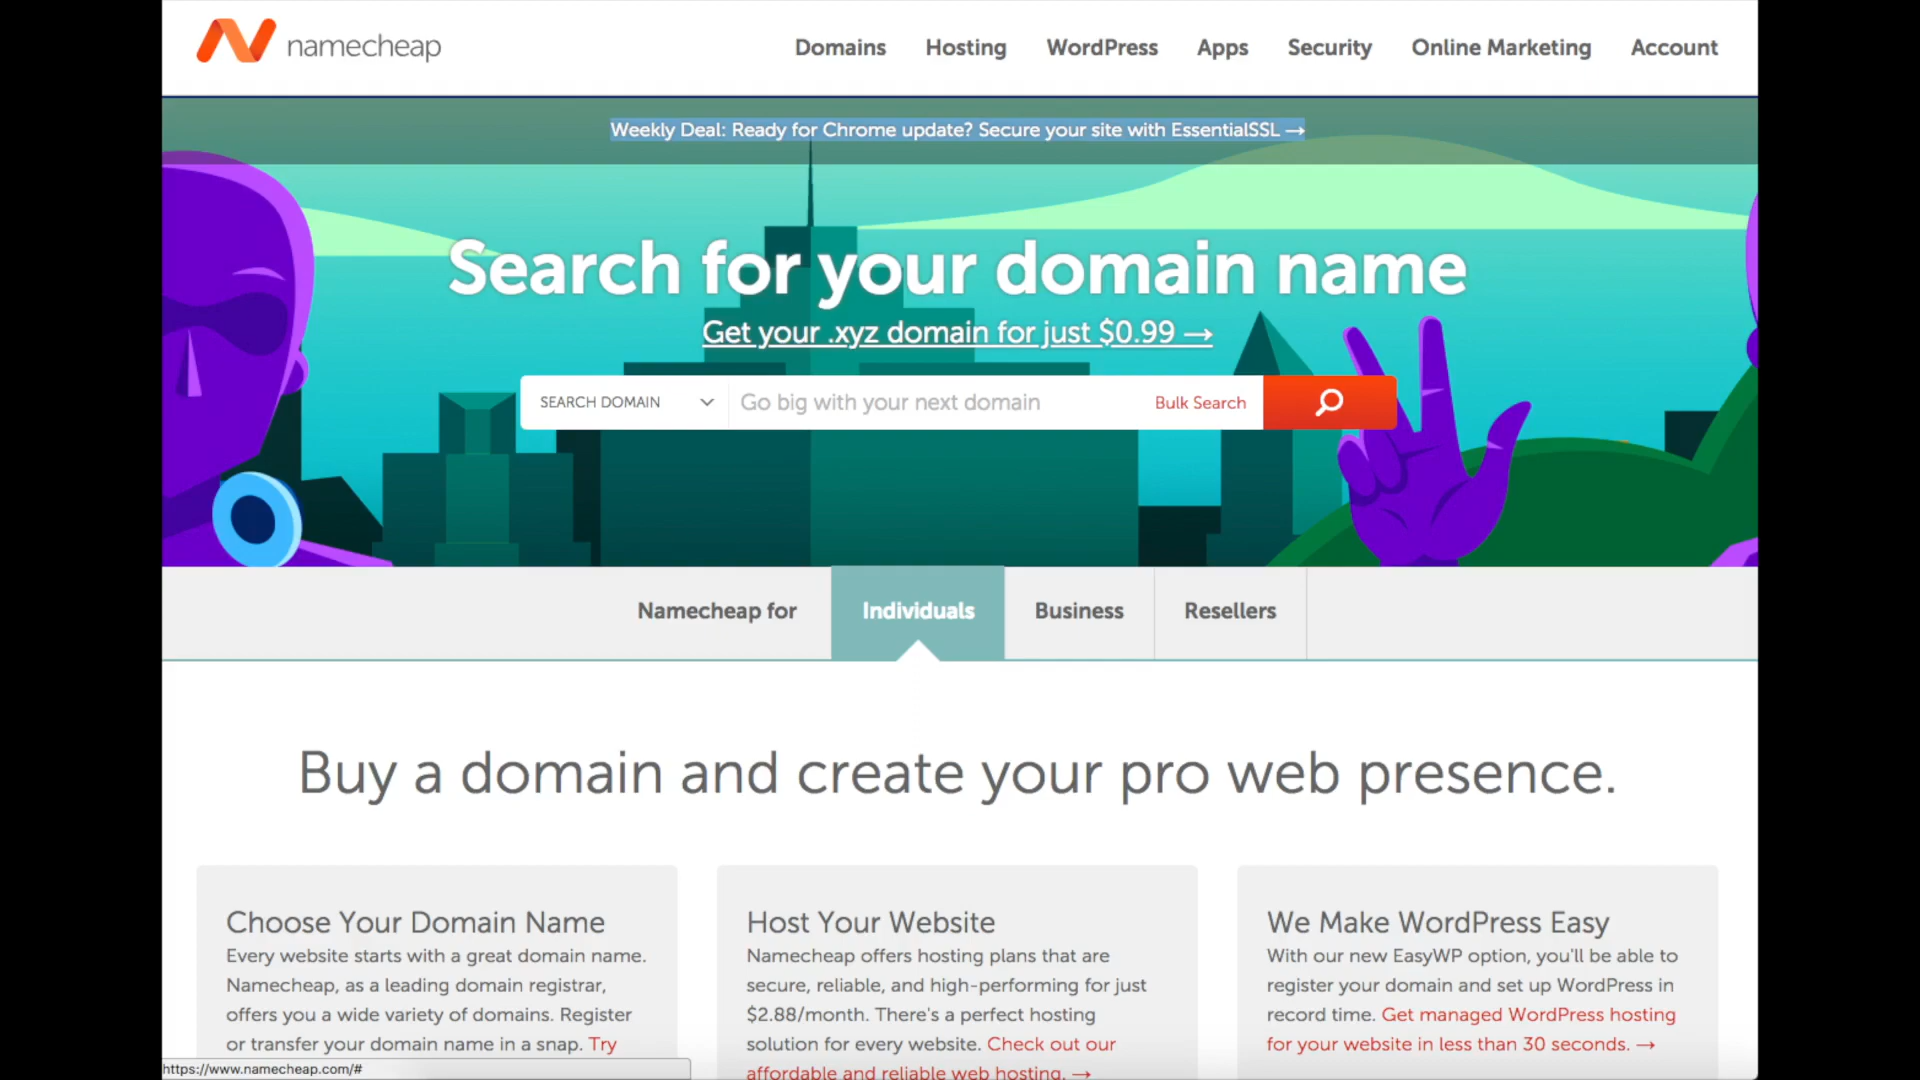 namecheap
Domains Hosting WordPress Apps Security Online Marketing Account
Weekly Deal: Ready for Chrome update? Secure your site with EssentialSSL →
Search for your domain name
Get your .xyz domain for just $0.99 →
SEARCH DOMAIN Go big with your next domain Bulk Search
Namecheap for Individuals Business Resellers
Buy a domain and create your pro web presence.
Choose Your Domain Name
Every website starts with a great domain name.
Namecheap, as a leading domain registrar,
offers you a wide variety of domains. Register
or transfer your domain name in a snap. Try
Host Your Website
Namecheap offers hosting plans that are
secure, reliable, and high-performing for just
$2.88/month. There's a perfect hosting
solution for every website. Check out our
affordable and reliable web hosting. →
We Make WordPress Easy
With our new EasyWP option, you'll be able to
register your domain and set up WordPress in
record time. Get managed WordPress hosting
for your website in less than 30 seconds. →
https://www.namecheap.com/#